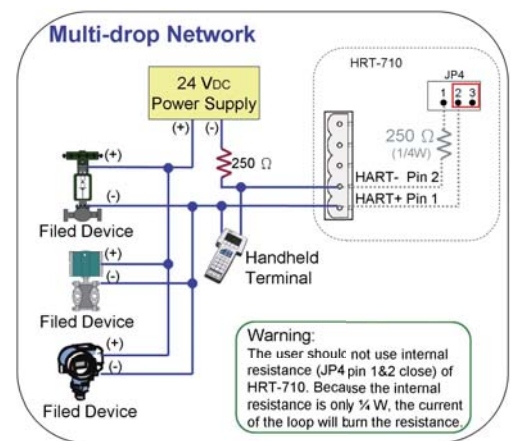 Multi-drop Network
HRT-710
24 VDC
Power Supply
(+) (-)
JP4
1 2 3
250 Ω
(1/4W)
250 Ω
HART- Pin 2
HART+ Pin 1
(+)
(-)
Filed Device
Handheld
Terminal
(+)
(-)
Filed Device
(+)
(-)
Filed Device
Warning:
The user should not use internal
resistance (JP4 pin 1&2 close) of
HRT-710. Because the internal
resistance is only ¼ W, the current
of the loop will burn the resistance.